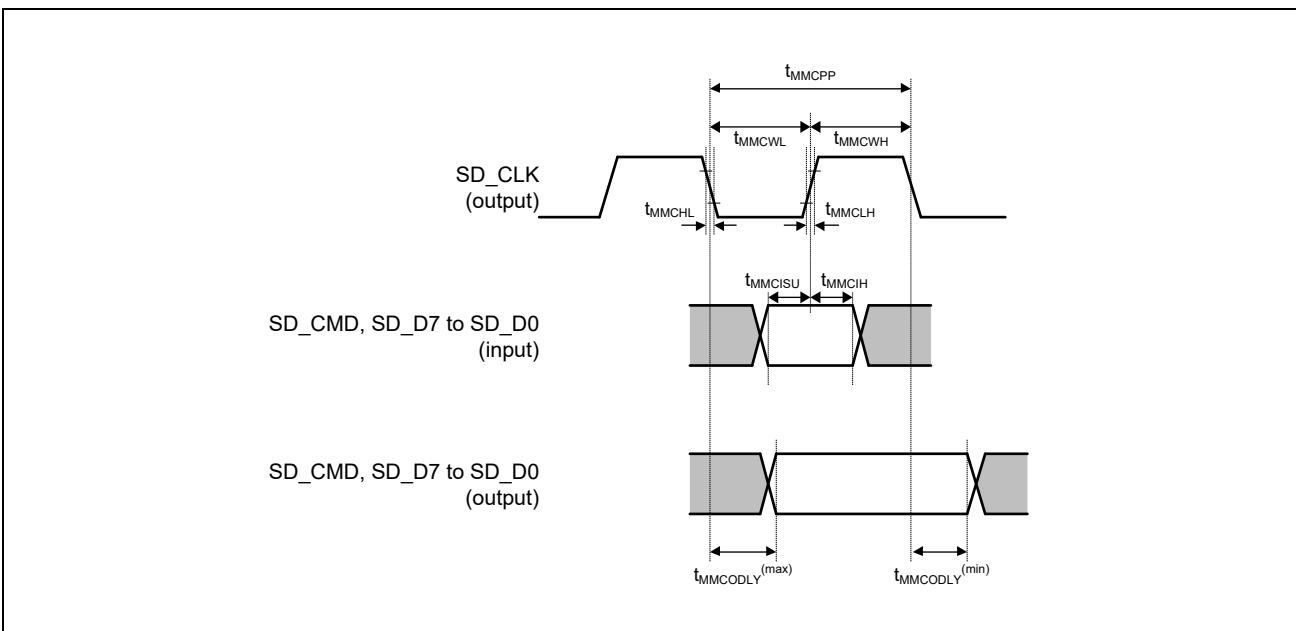 tMMCPP
tMMCWL tMMCWH
SD_CLK
(output)
tMMCHL tMMCLH
tMMCISU tMMCIH
SD_CMD, SD_D7 to SD_D0
(input)
SD_CMD, SD_D7 to SD_D0
(output)
tMMCODLY(max) tMMCODLY(min)